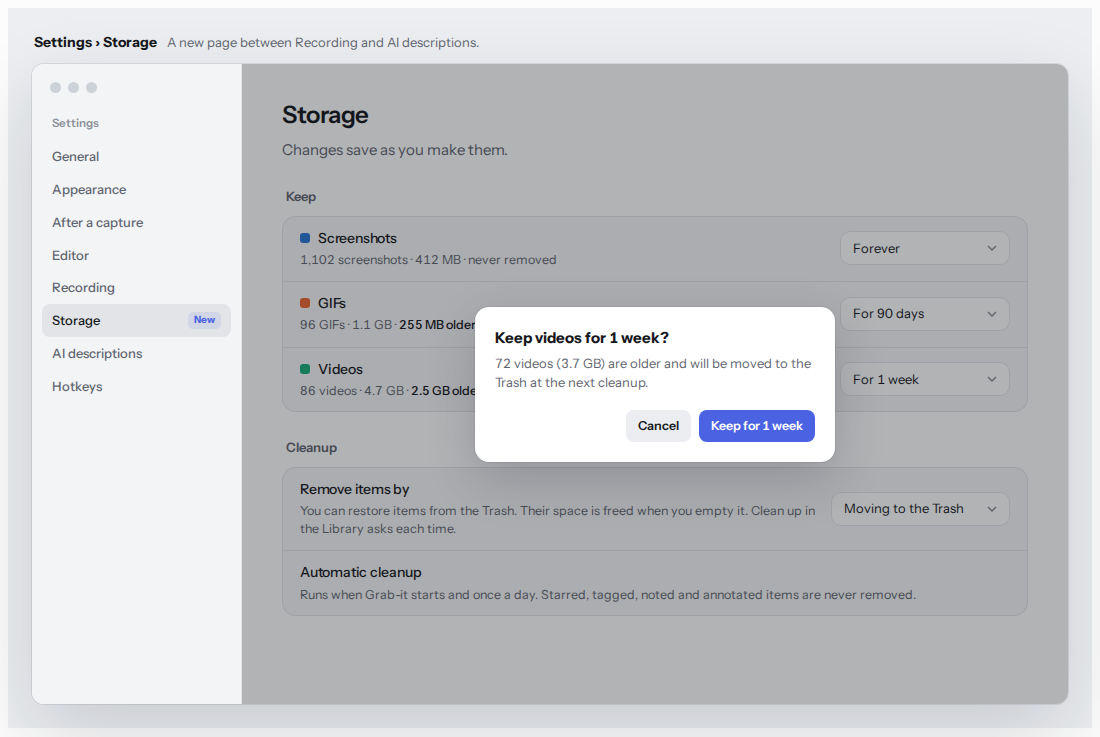 Settings › Storage A new page between Recording and AI descriptions.
Settings
General
Appearance
After a capture
Editor
Recording
Storage New
AI descriptions
Hotkeys
Storage
Changes save as you make them.
Keep
Screenshots
1,102 screenshots · 412 MB · never removed
Forever
GIFs
96 GIFs · 1.1 GB · 255 MB older
For 90 days
Videos
86 videos · 4.7 GB · 2.5 GB olde
For 1 week
Keep videos for 1 week?
72 videos (3.7 GB) are older and will be moved to the
Trash at the next cleanup.
Cancel
Keep for 1 week
Cleanup
Remove items by
You can restore items from the Trash. Their space is freed when you empty it. Clean up in
the Library asks each time.
Moving to the Trash
Automatic cleanup
Runs when Grab-it starts and once a day. Starred, tagged, noted and annotated items are never removed.